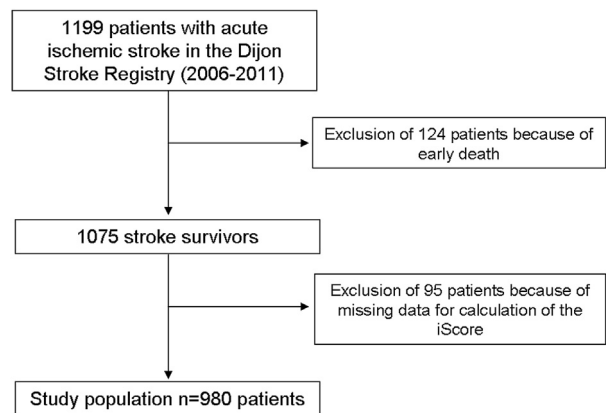 1199 patients with acute
ischemic stroke in the Dijon
Stroke Registry (2006-2011)
Exclusion of 124 patients because of
early death
1075 stroke survivors
Exclusion of 95 patients because of
missing data for calculation of the
iScore
Study population n=980 patients